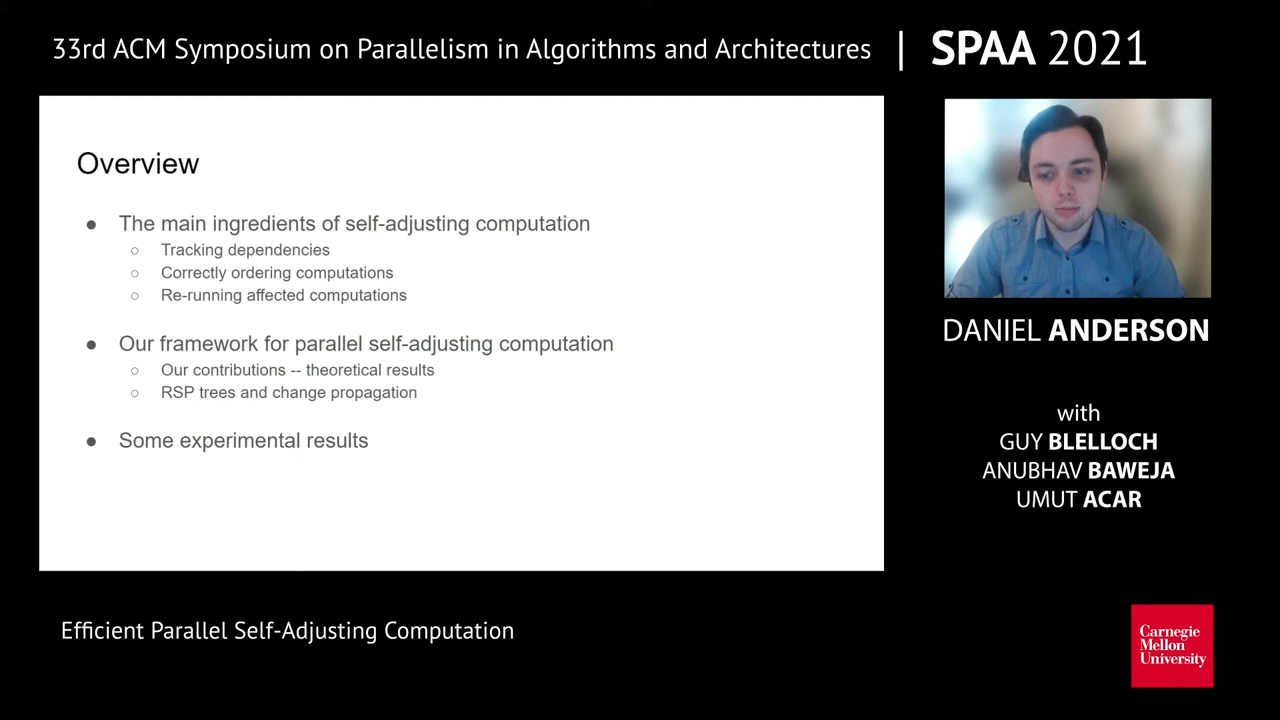 33rd ACM Symposium on Parallelism in Algorithms and Architectures | SPAA 2021
Overview
● The main ingredients of self-adjusting computation
○ Tracking dependencies
○ Correctly ordering computations
○ Re-running affected computations
● Our framework for parallel self-adjusting computation
○ Our contributions -- theoretical results
○ RSP trees and change propagation
● Some experimental results
DANIEL ANDERSON
with
GUY BLELLOCH
ANUBHAV BAWEJA
UMUT ACAR
Efficient Parallel Self-Adjusting Computation
Carnegie
Mellon
University